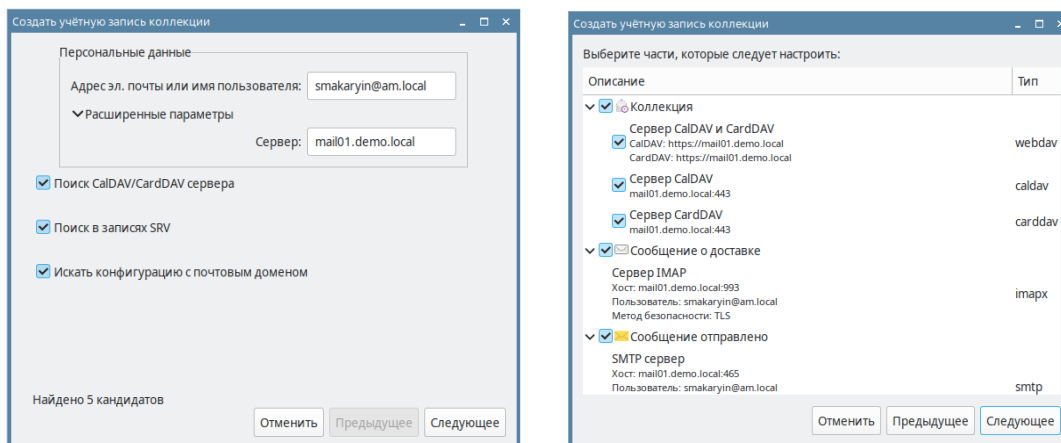 Создать учётную запись коллекции
Персональные данные
Адрес эл. почты или имя пользователя: smakaryin@am.local
Расширенные параметры
Сервер: mail01.demo.local
Поиск CalDAV/CardDAV сервера
Поиск в записях SRV
Искать конфигурацию с почтовым доменом
Найдено 5 кандидатов
Отменить Предыдущее Следующее
Создать учётную запись коллекции
Выберите части, которые следует настроить:
Описание Тип
Коллекция
Сервер CalDAV и CardDAV
CalDAV: https://mail01.demo.local webdav
CardDAV: https://mail01.demo.local
Сервер CalDAV
mail01.demo.local:443 caldav
Сервер CardDAV
mail01.demo.local:443 carddav
Сообщение о доставке
Сервер IMAP
Хост: mail01.demo.local:993
Пользователь: smakaryin@am.local imapx
Метод безопасности: TLS
Сообщение отправлено
SMTP сервер
Хост: mail01.demo.local:465
Пользователь: smakaryin@am.local smtp
Отменить Предыдущее Следующее